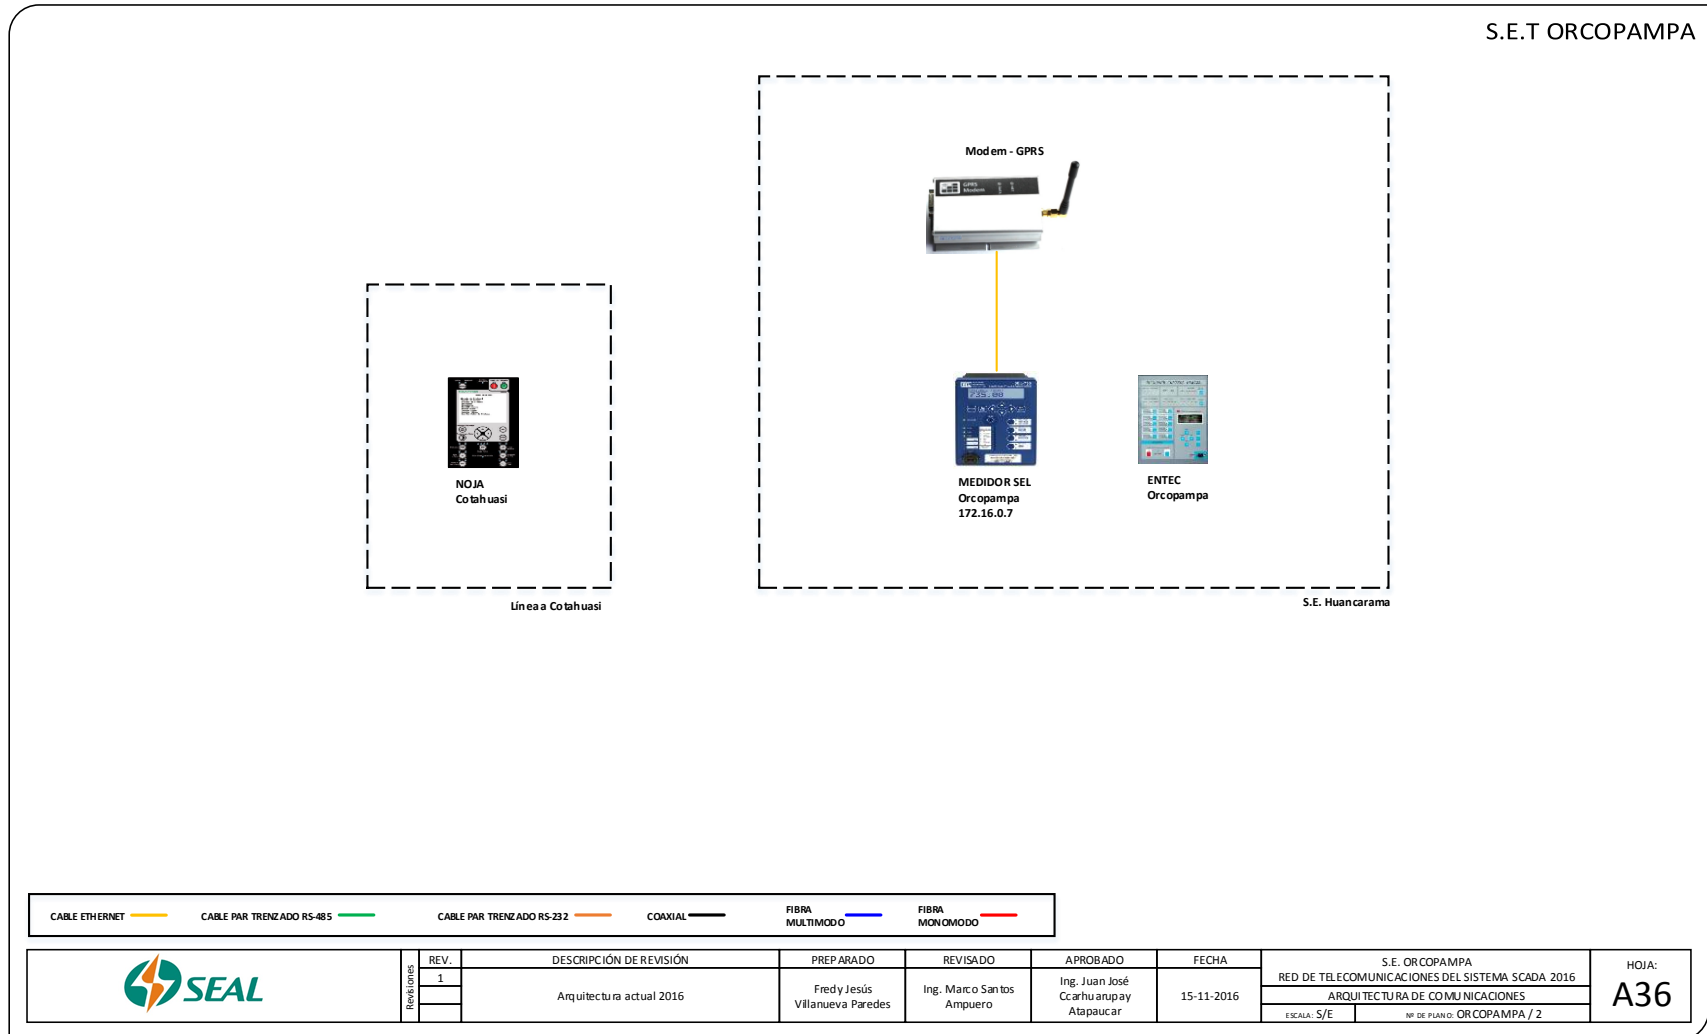 S.E.T ORCOPAMPA
Modem - GPRS
GPRS
Modem
735.00
NOJA
Cotahuasi
MEDIDOR SEL
Orcopampa
172.16.0.7
ENTEC
Orcopampa
Línea a Cotahuasi
S.E. Huancarama
CABLE ETHERNET
CABLE PAR TRENZADO RS-485
CABLE PAR TRENZADO RS-232
COAXIAL
FIBRA
MULTIMODO
FIBRA
MONOMODO
SEAL
Revisiones
REV.
1
DESCRIPCIÓN DE REVISIÓN
Arquitectura actual 2016
PREPARADO
Fredy Jesús
Villanueva Paredes
REVISADO
Ing. Marco Santos
Ampuero
APROBADO
Ing. Juan José
Ccarhuarupay
Atapaucar
FECHA
15-11-2016
S.E. ORCOPAMPA
RED DE TELECOMUNICACIONES DEL SISTEMA SCADA 2016
ARQUITECTURA DE COMUNICACIONES
ESCALA: S/E
Nº DE PLANO: ORCOPAMPA / 2
HOJA:
A36